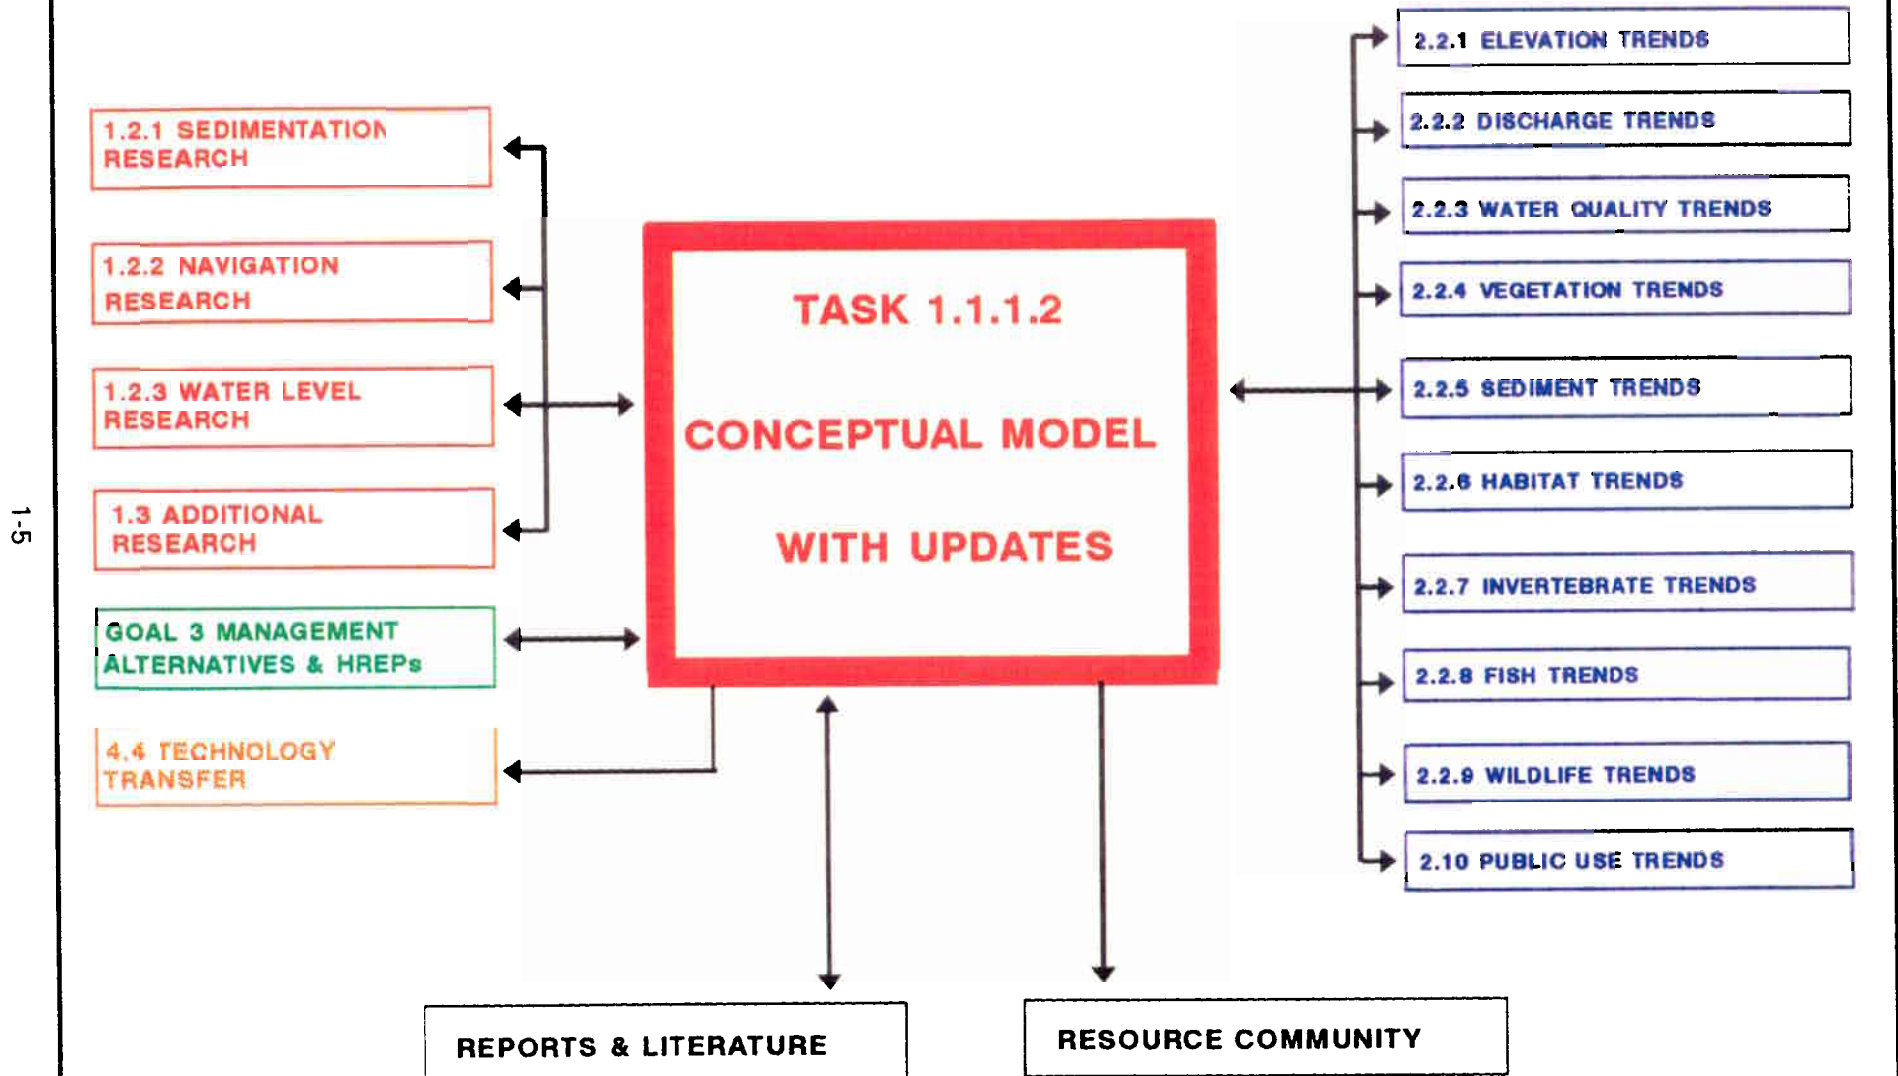 1.2.1 SEDIMENTATION
RESEARCH
1.2.2 NAVIGATION
RESEARCH
1.2.3 WATER LEVEL
RESEARCH
1.3 ADDITIONAL
RESEARCH
GOAL 3 MANAGEMENT
ALTERNATIVES & HREPs
4.4 TECHNOLOGY
TRANSFER
TASK 1.1.1.2
CONCEPTUAL MODEL
WITH UPDATES
2.2.1 ELEVATION TRENDS
2.2.2 DISCHARGE TRENDS
2.2.3 WATER QUALITY TRENDS
2.2.4 VEGETATION TRENDS
2.2.5 SEDIMENT TRENDS
2.2.6 HABITAT TRENDS
2.2.7 INVERTEBRATE TRENDS
2.2.8 FISH TRENDS
2.2.9 WILDLIFE TRENDS
2.10 PUBLIC USE TRENDS
REPORTS & LITERATURE
RESOURCE COMMUNITY
1-5